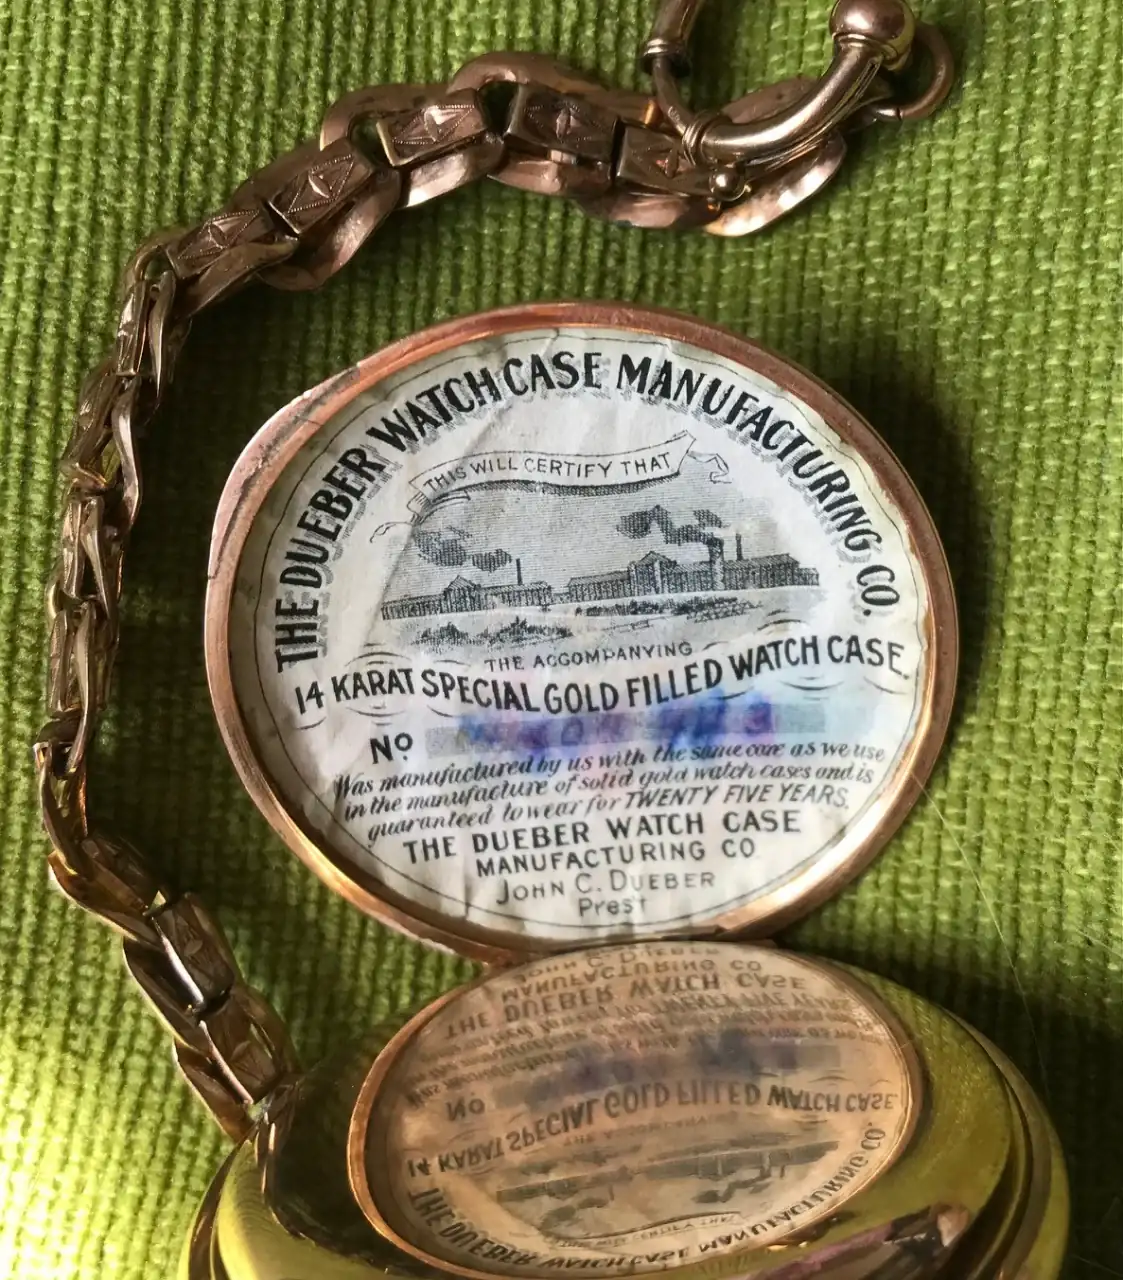 THE DUEBER WATCH CASE MANUFACTURING CO.
THIS WILL CERTIFY THAT
THE ACCOMPANYING
14 KARAT SPECIAL GOLD FILLED WATCH CASE
No
Was manufactured by us with the same care as we use
in the manufacture of solid gold watch cases and is
guaranteed to wear for TWENTY FIVE YEARS.
THE DUEBER WATCH CASE
MANUFACTURING CO
JOHN C. DUEBER
Prest